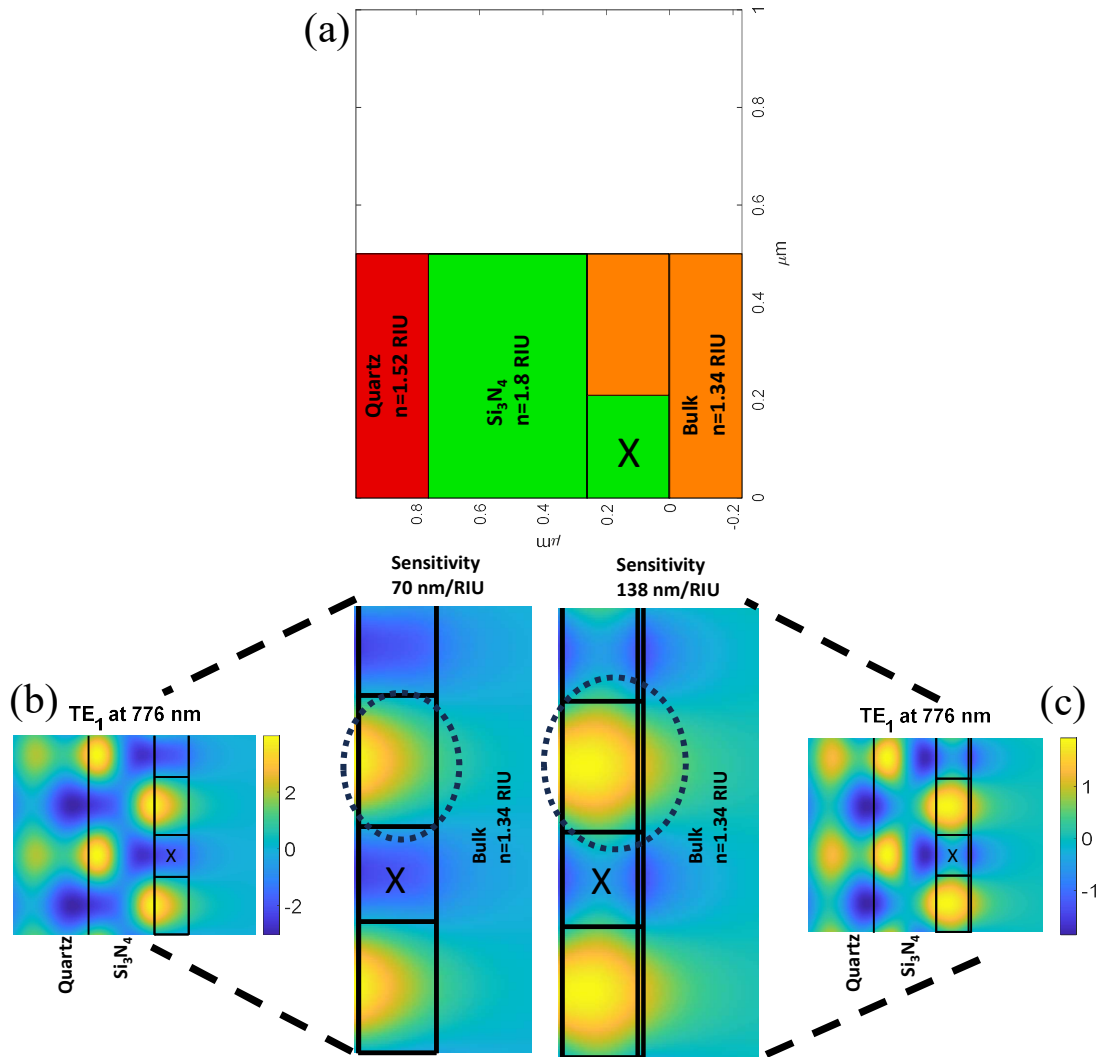 (a)
Quartz
n=1.52 RIU
Si₃N₄
n=1.8 RIU
X
Bulk
n=1.34 RIU
0.8
0.6
0.4
0.2
0
-0.2
μm
0
0.2
0.4
0.6
0.8
1
μm
Sensitivity
70 nm/RIU
Sensitivity
138 nm/RIU
(b)
TE₁ at 776 nm
X
2
0
-2
Quartz
Si₃N₄
X
Bulk
n=1.34 RIU
X
Bulk
n=1.34 RIU
(c)
TE₁ at 776 nm
X
1
0
-1
Quartz
Si₃N₄